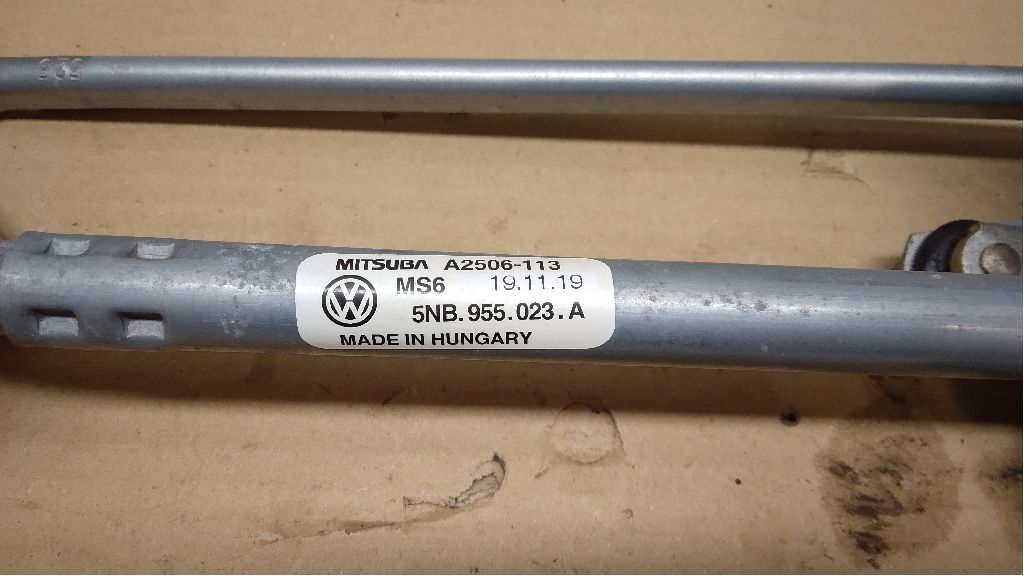 MITSUBA A2506-113
MS6 19.11.19
5NB.955.023.A
MADE IN HUNGARY